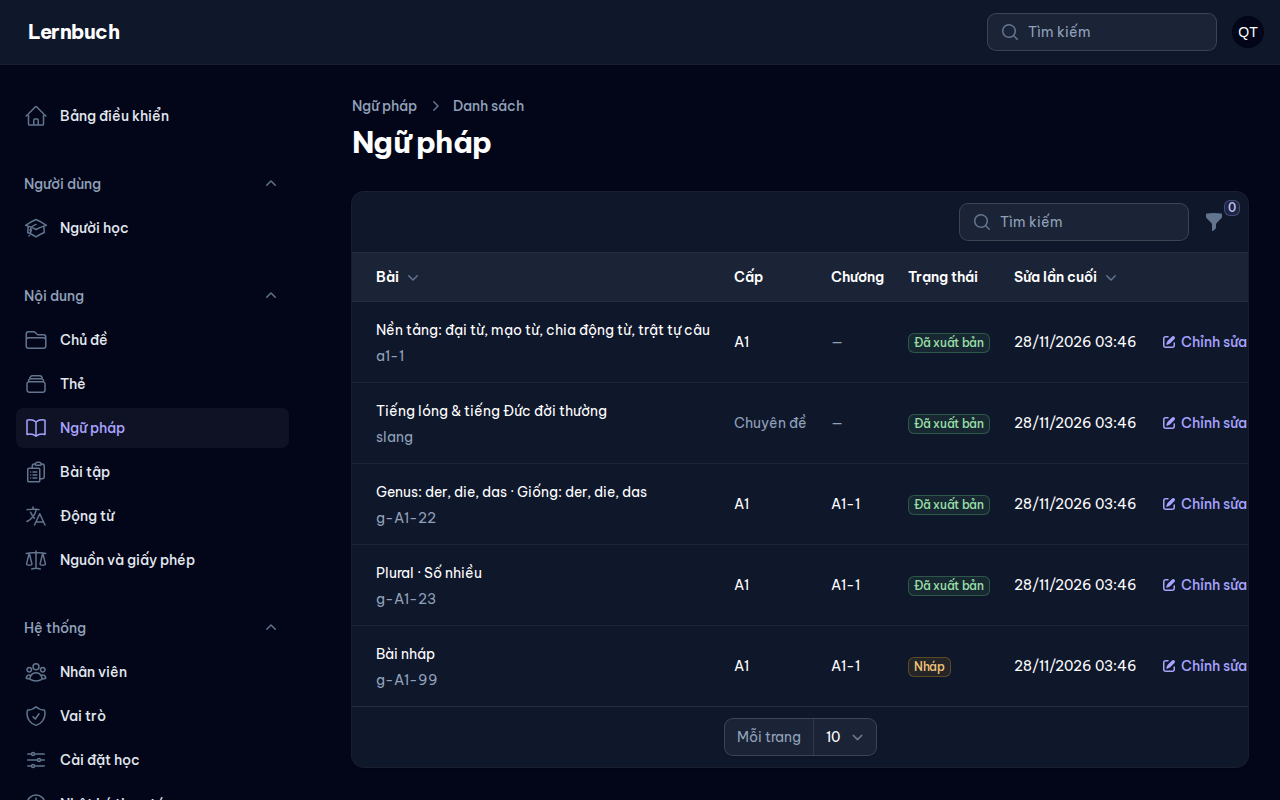 Lernbuch
Tìm kiếm
QT
Bảng điều khiển
Người dùng
Người học
Nội dung
Chủ đề
Thẻ
Ngữ pháp
Bài tập
Động từ
Nguồn và giấy phép
Hệ thống
Nhân viên
Vai trò
Cài đặt học
Ngữ pháp
Danh sách
Ngữ pháp
Tìm kiếm
0
Bài
Cấp
Chương
Trạng thái
Sửa lần cuối
Nền tảng: đại từ, mạo từ, chia động từ, trật tự câu
a1-1
A1
—
Đã xuất bản
28/11/2026 03:46
Chỉnh sửa
Tiếng lóng & tiếng Đức đời thường
slang
Chuyên đề
—
Đã xuất bản
28/11/2026 03:46
Chỉnh sửa
Genus: der, die, das · Giống: der, die, das
g-A1-22
A1
A1-1
Đã xuất bản
28/11/2026 03:46
Chỉnh sửa
Plural · Số nhiều
g-A1-23
A1
A1-1
Đã xuất bản
28/11/2026 03:46
Chỉnh sửa
Bài nháp
g-A1-99
A1
A1-1
Nháp
28/11/2026 03:46
Chỉnh sửa
Mỗi trang
10